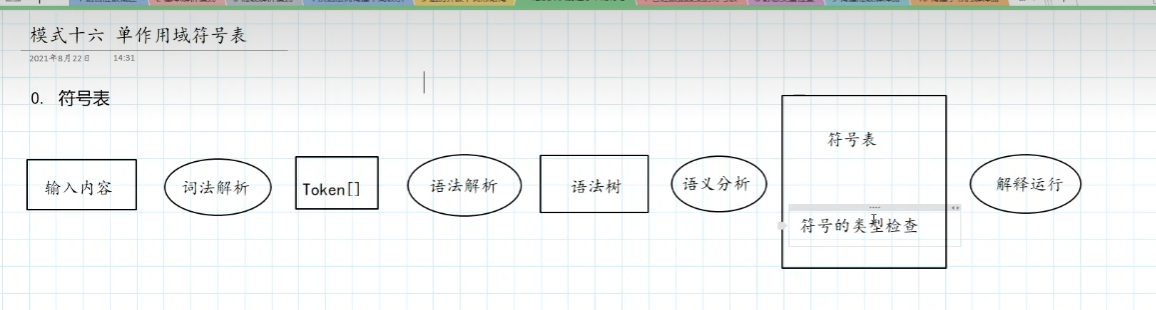 模式十六 单作用域符号表
2021年8月22日 14:31
0. 符号表
输入内容
词法解析
Token[]
语法解析
语法树
语义分析
符号表
符号的类型检查
解释运行